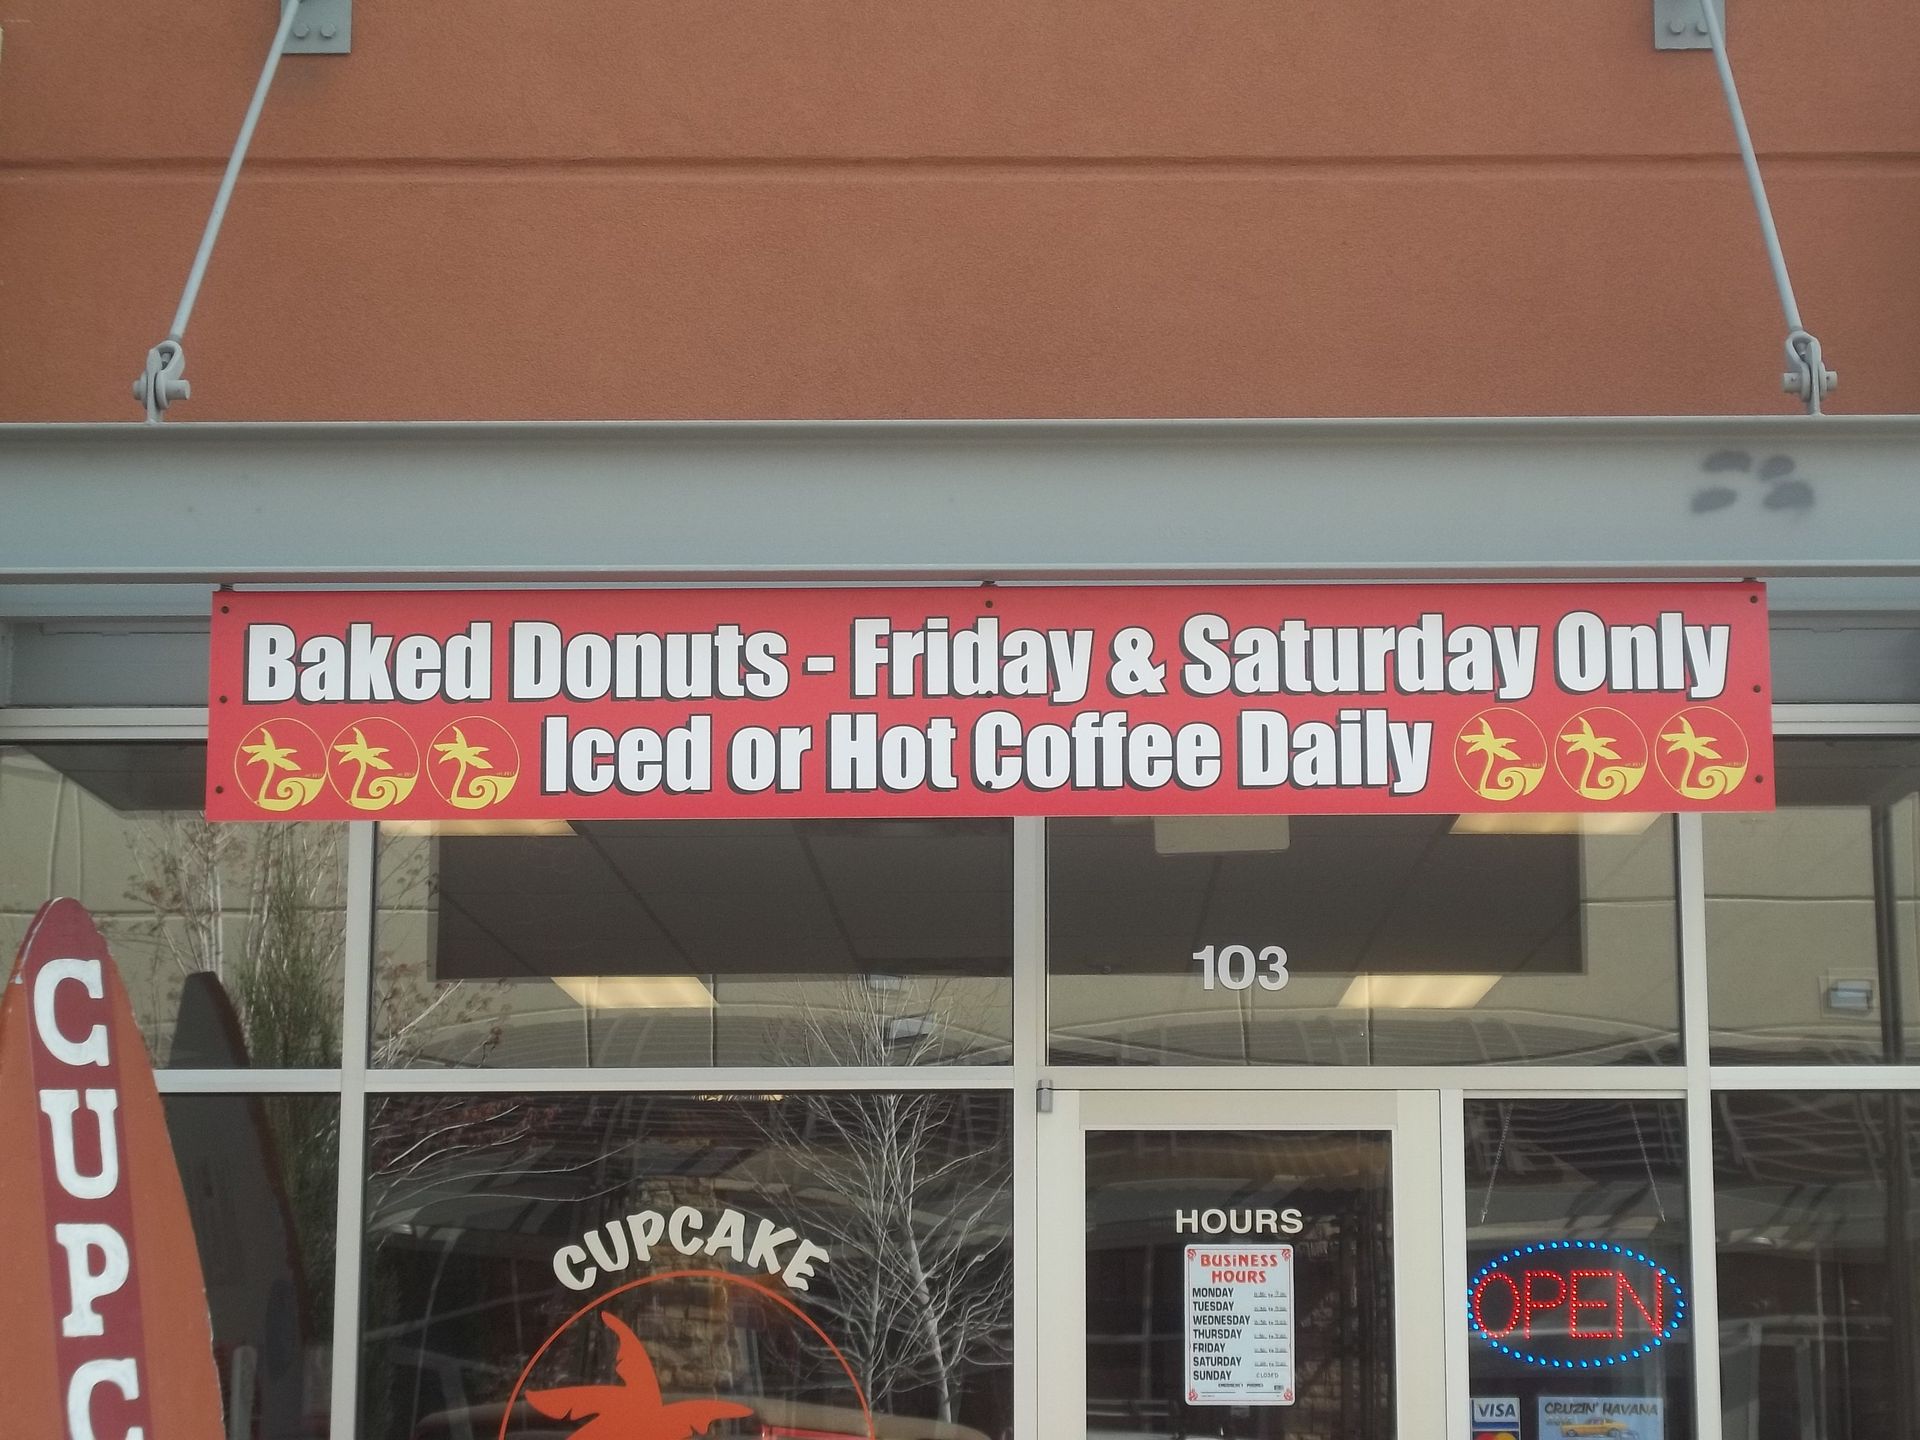 Baked Donuts - Friday & Saturday Only
Iced or Hot Coffee Daily
103
CUPC
CUPCAKE
HOURS
BUSINESS
HOURS
MONDAY
TUESDAY
WEDNESDAY
THURSDAY
FRIDAY
SATURDAY
SUNDAY CLOSED
OPEN
VISA
CRUZIN' HAVANA